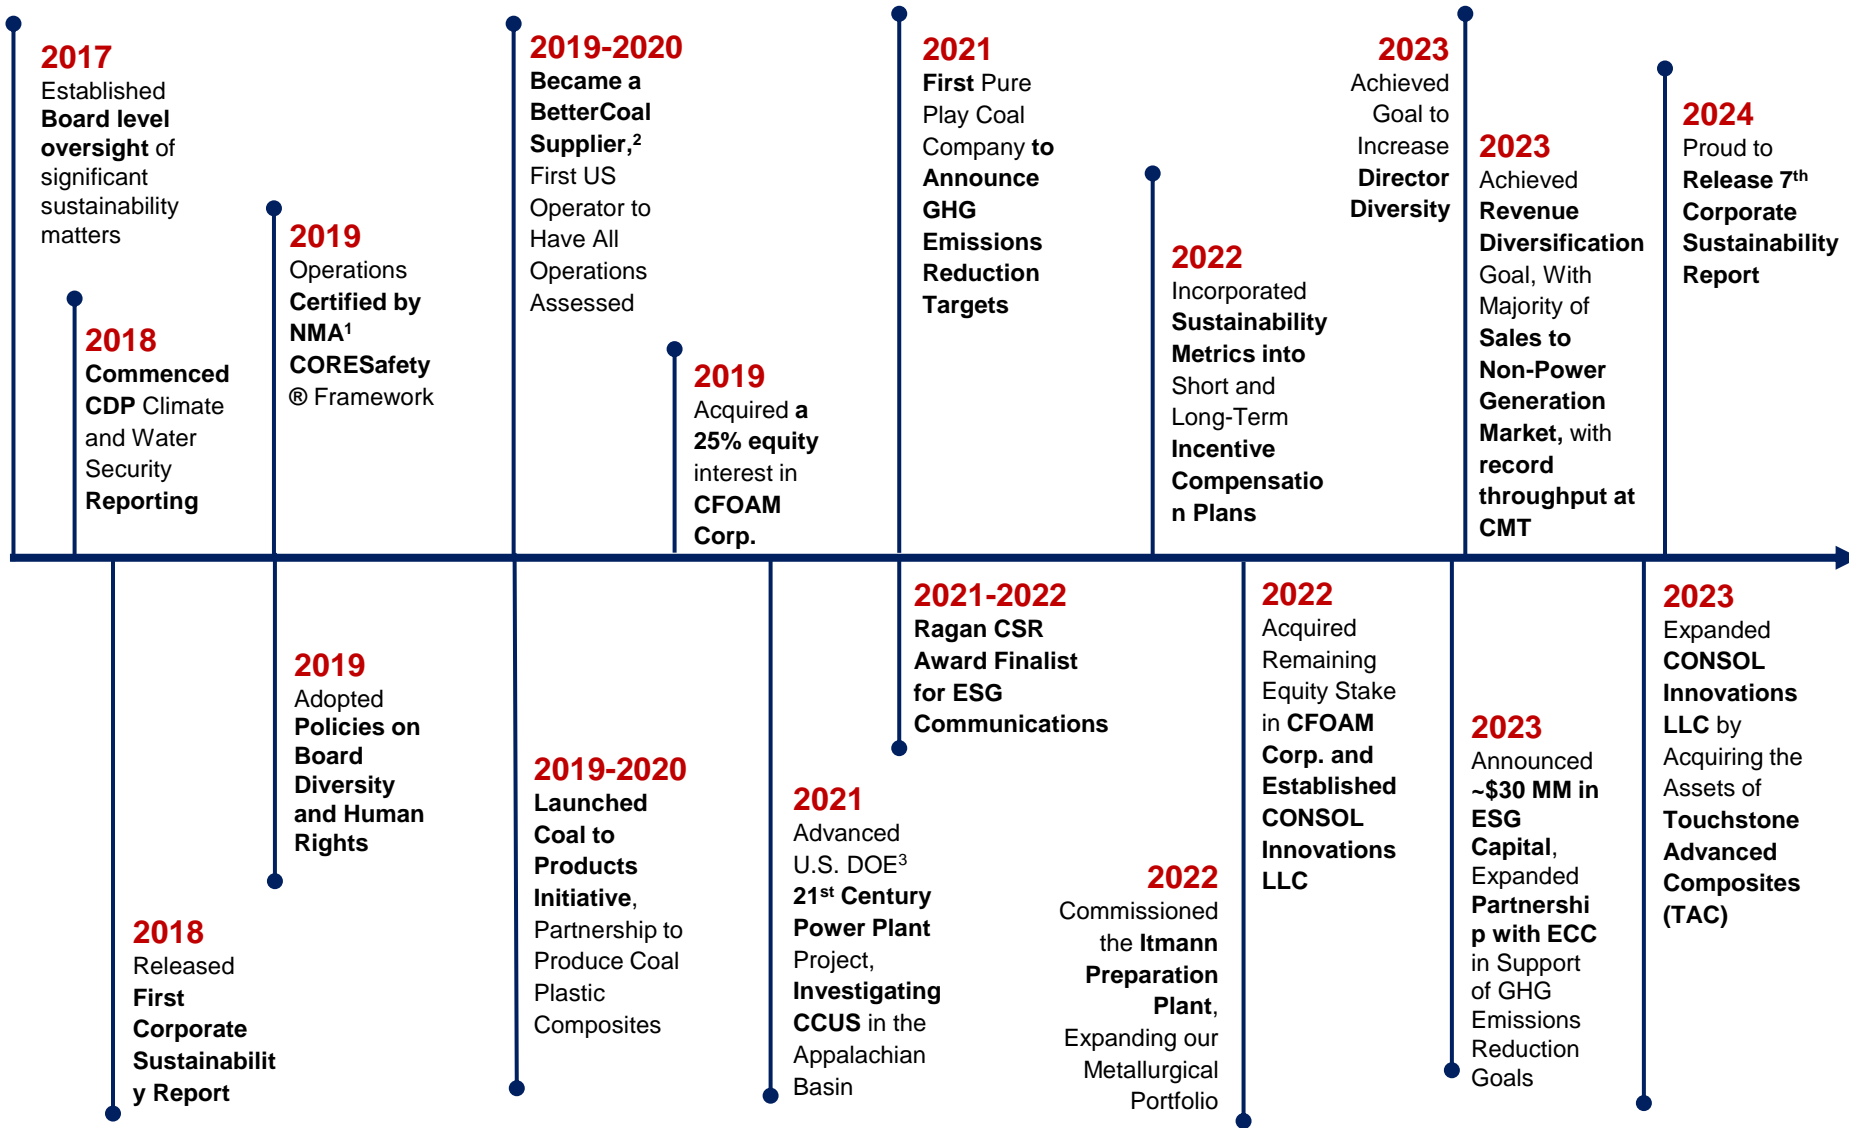 2017
Established
Board level
oversight of
significant
sustainability
matters
2018
Commenced
CDP Climate
and Water
Security
Reporting
2019
Operations
Certified by
NMA¹
CORESafety
® Framework
2019-2020
Became a
BetterCoal
Supplier,²
First US
Operator to
Have All
Operations
Assessed
2019
Acquired a
25% equity
interest in
CFOAM
Corp.
2021
First Pure
Play Coal
Company to
Announce
GHG
Emissions
Reduction
Targets
2022
Incorporated
Sustainability
Metrics into
Short and
Long-Term
Incentive
Compensatio
n Plans
2023
Achieved
Goal to
Increase
Director
Diversity
2023
Achieved
Revenue
Diversification
Goal, With
Majority of
Sales to
Non-Power
Generation
Market, with
record
throughput at
CMT
2024
Proud to
Release 7th
Corporate
Sustainability
Report
2018
Released
First
Corporate
Sustainabilit
y Report
2019
Adopted
Policies on
Board
Diversity
and Human
Rights
2019-2020
Launched
Coal to
Products
Initiative,
Partnership to
Produce Coal
Plastic
Composites
2021
Advanced
U.S. DOE³
21st Century
Power Plant
Project,
Investigating
CCUS in the
Appalachian
Basin
2021-2022
Ragan CSR
Award Finalist
for ESG
Communications
2022
Commissioned
the Itmann
Preparation
Plant,
Expanding our
Metallurgical
Portfolio
2022
Acquired
Remaining
Equity Stake
in CFOAM
Corp. and
Established
CONSOL
Innovations
LLC
2023
Announced
~$30 MM in
ESG
Capital,
Expanded
Partnershi
p with ECC
in Support
of GHG
Emissions
Reduction
Goals
2023
Expanded
CONSOL
Innovations
LLC by
Acquiring the
Assets of
Touchstone
Advanced
Composites
(TAC)